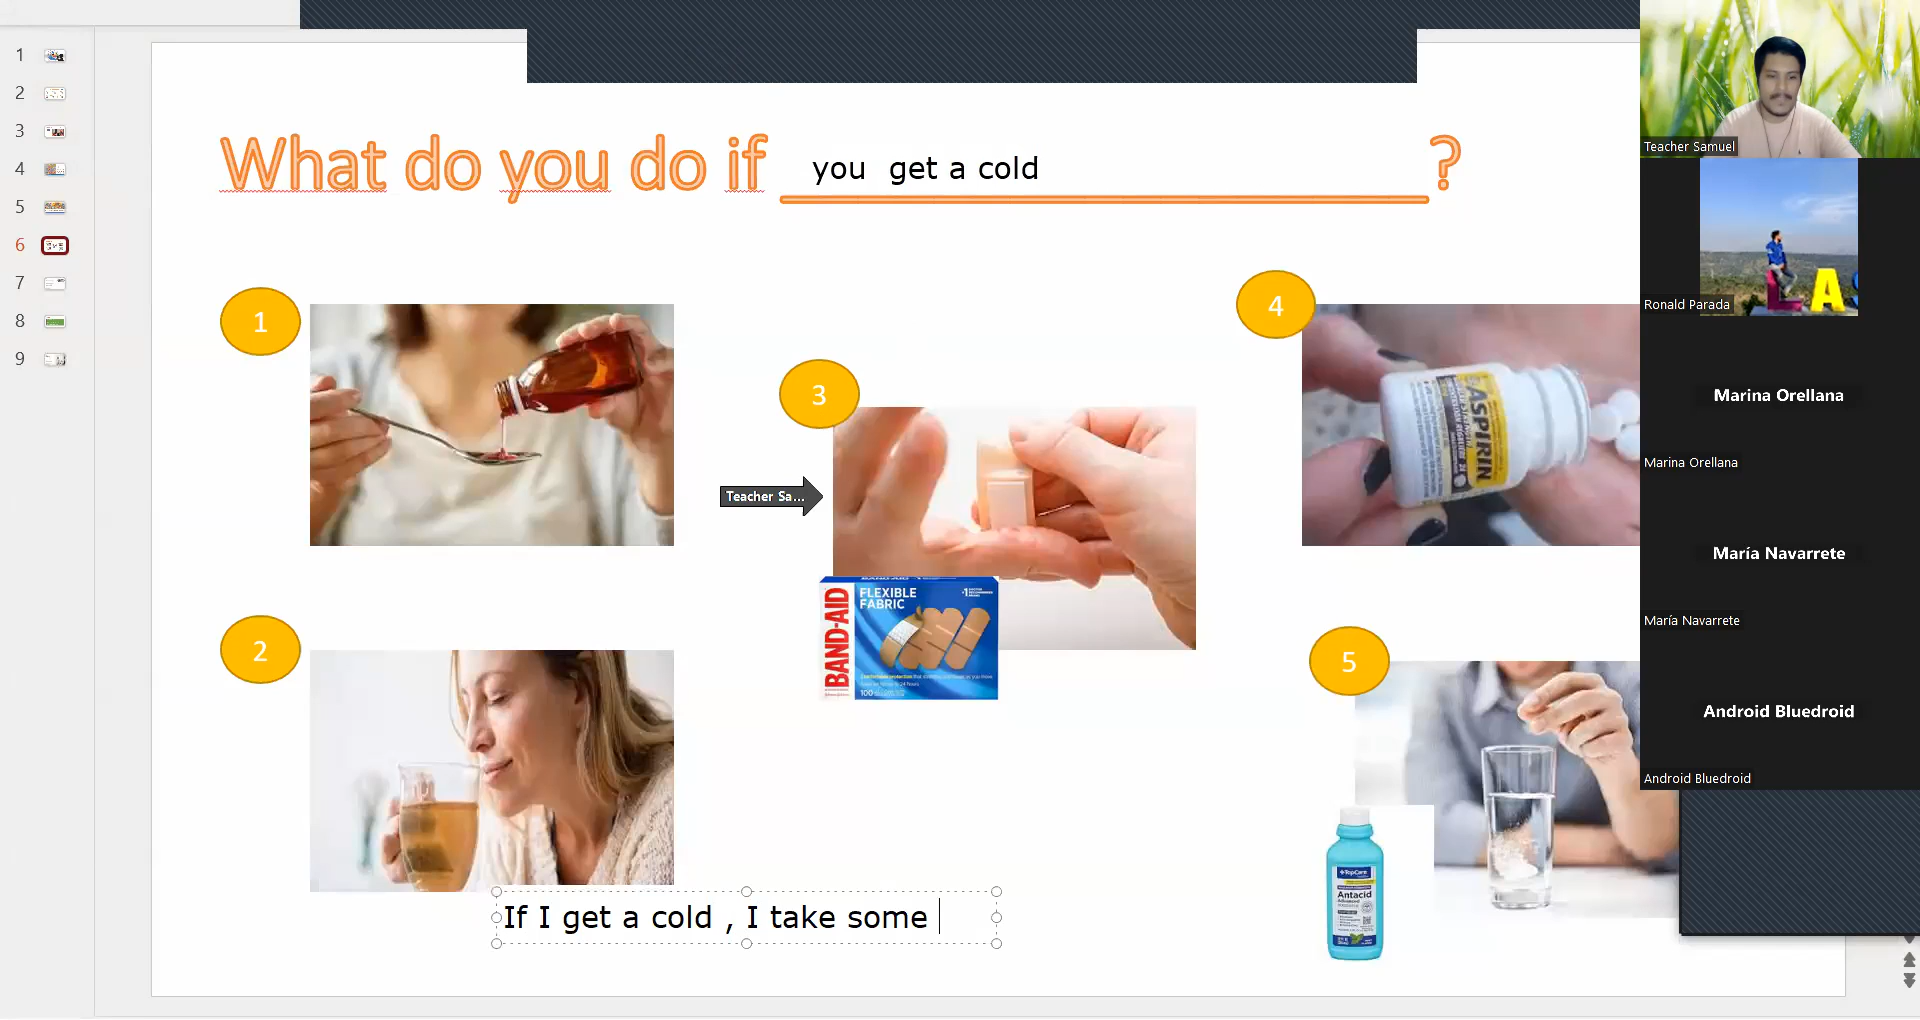 1
2
3
4
5
6
7
8
9
What do you do if you get a cold ?
1
2
3
4
5
Teacher Sa...
BAND-AID
FLEXIBLE
FABRIC
100
ASPIRIN
TopCare
Antacid
If I get a cold , I take some
Teacher Samuel
Ronald Parada
LA
Marina Orellana
Marina Orellana
María Navarrete
María Navarrete
Android Bluedroid
Android Bluedroid